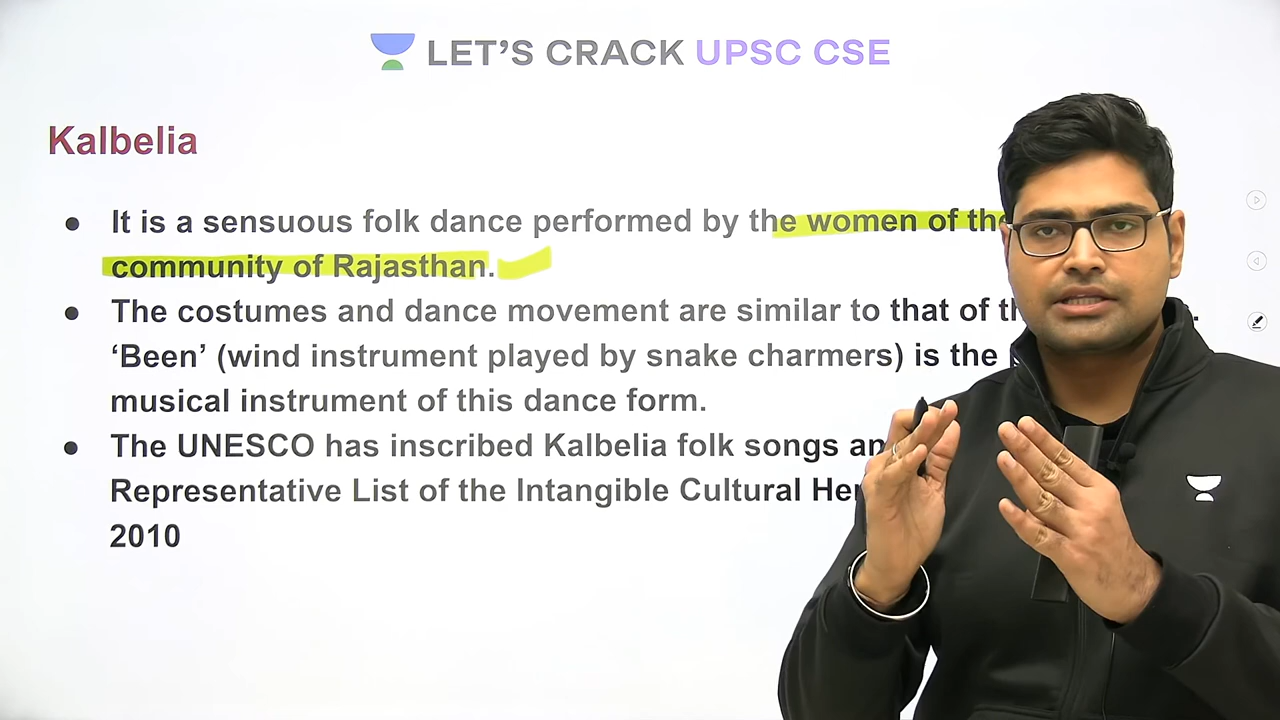 LET'S CRACK UPSC CSE
Kalbelia
It is a sensuous folk dance performed by the women of the
community of Rajasthan.
The costumes and dance movement are similar to that of
'Been' (wind instrument played by snake charmers) is the
musical instrument of this dance form.
The UNESCO has inscribed Kalbelia folk songs
Representative List of the Intangible Cultural
2010